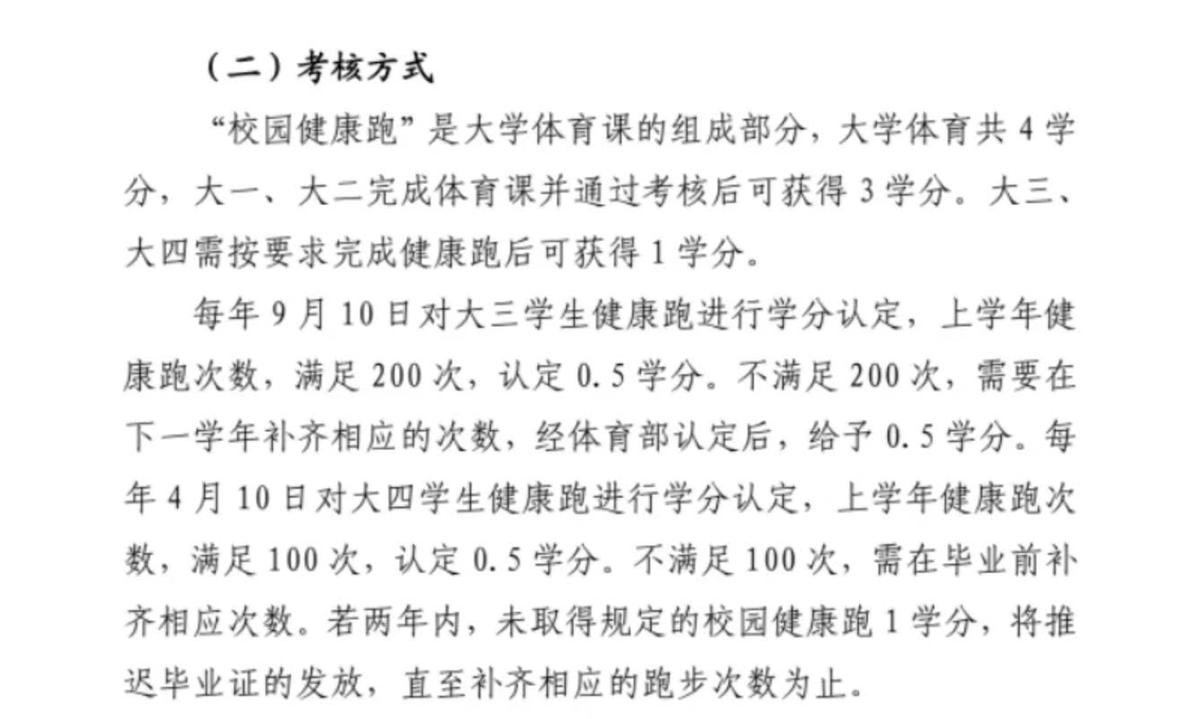 （二）考核方式
“校园健康跑”是大学体育课的组成部分，大学体育共 4 学
分，大一、大二完成体育课并通过考核后可获得 3 学分。大三、
大四需按要求完成健康跑后可获得 1 学分。
每年 9 月 10 日对大三学生健康跑进行学分认定，上学年健
康跑次数，满足 200 次，认定 0.5 学分。不满足 200 次，需要在
下一学年补齐相应的次数，经体育部认定后，给予 0.5 学分。每
年 4 月 10 日对大四学生健康跑进行学分认定，上学年健康跑次
数，满足 100 次，认定 0.5 学分。不满足 100 次，需在毕业前补
齐相应次数。若两年内，未取得规定的校园健康跑 1 学分，将推
迟毕业证的发放，直至补齐相应的跑步次数为止。